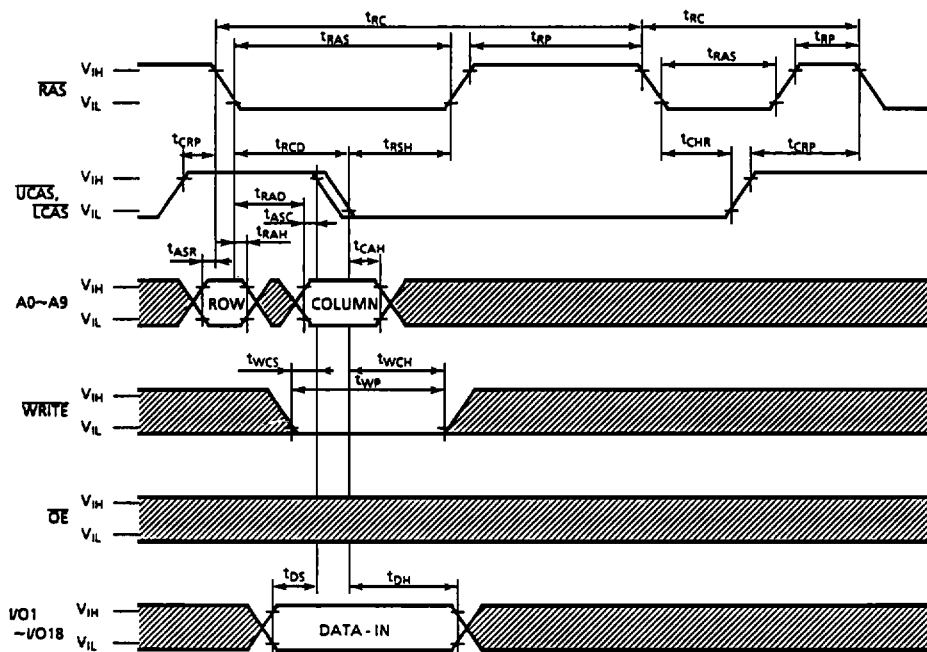 tRC tRC
tRAS tRP tRAS tRP
VIH
RAS
VIL
tCRP tRCD tRSH tCHR tCRP
VIH
UCAS,
LCAS
VIL
tRAD
tASC
tRAH
tASR tCAH
VIH
A0~A9 ROW COLUMN
VIL
tWCS tWCH
tWP
VIH
WRITE
VIL
VIH
OE
VIL
tDS tDH
VIH
I/O1
~I/O18 DATA-IN
VIL